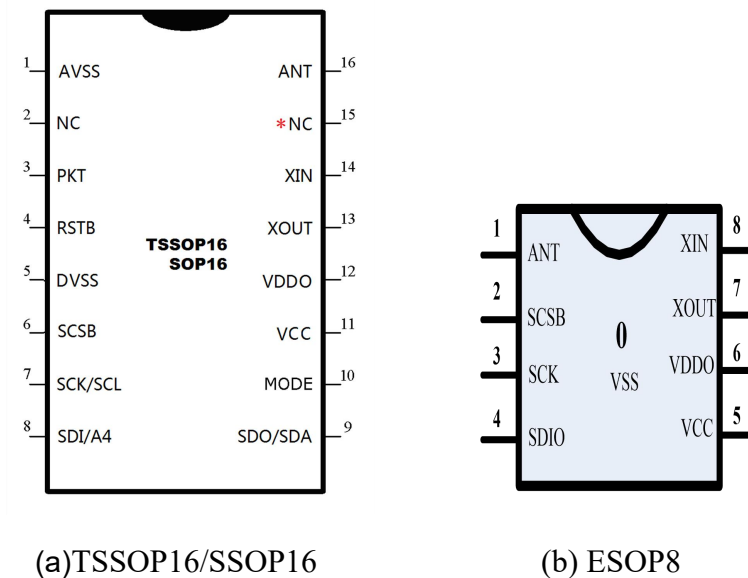 1 AVSS ANT 16
2 NC *NC 15
3 PKT XIN 14
4 RSTB XOUT 13
TSSOP16
SOP16
5 DVSS VDDO 12
6 SCSB VCC 11
7 SCK/SCL MODE 10
8 SDI/A4 SDO/SDA 9
(a)TSSOP16/SSOP16
1 ANT XIN 8
2 SCSB XOUT 7
0
VSS
3 SCK VDDO 6
4 SDIO VCC 5
(b) ESOP8